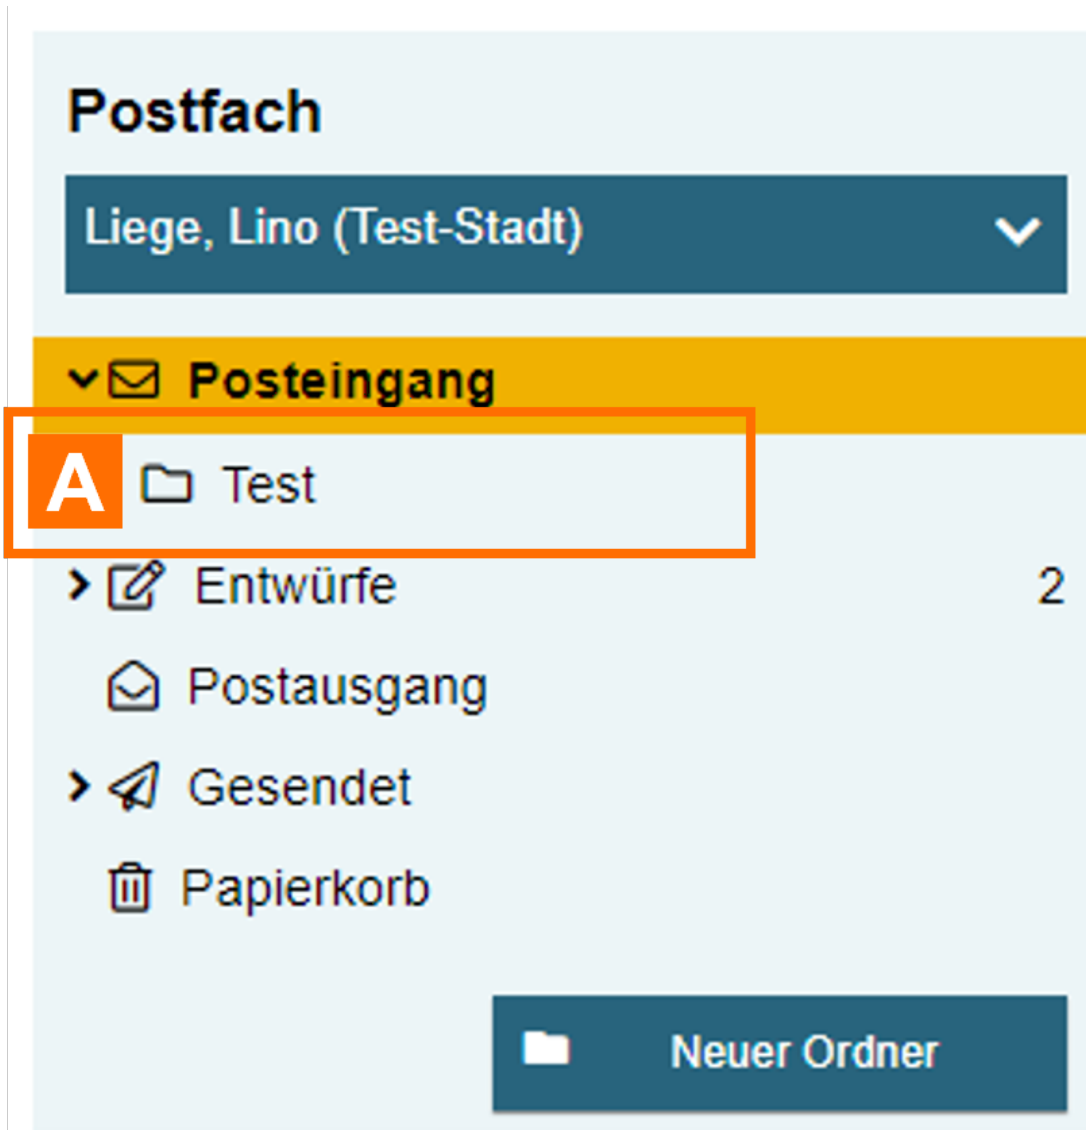 Postfach
Liege, Lino (Test-Stadt)
Posteingang
A Test
Entwürfe 2
Postausgang
Gesendet
Papierkorb
Neuer Ordner